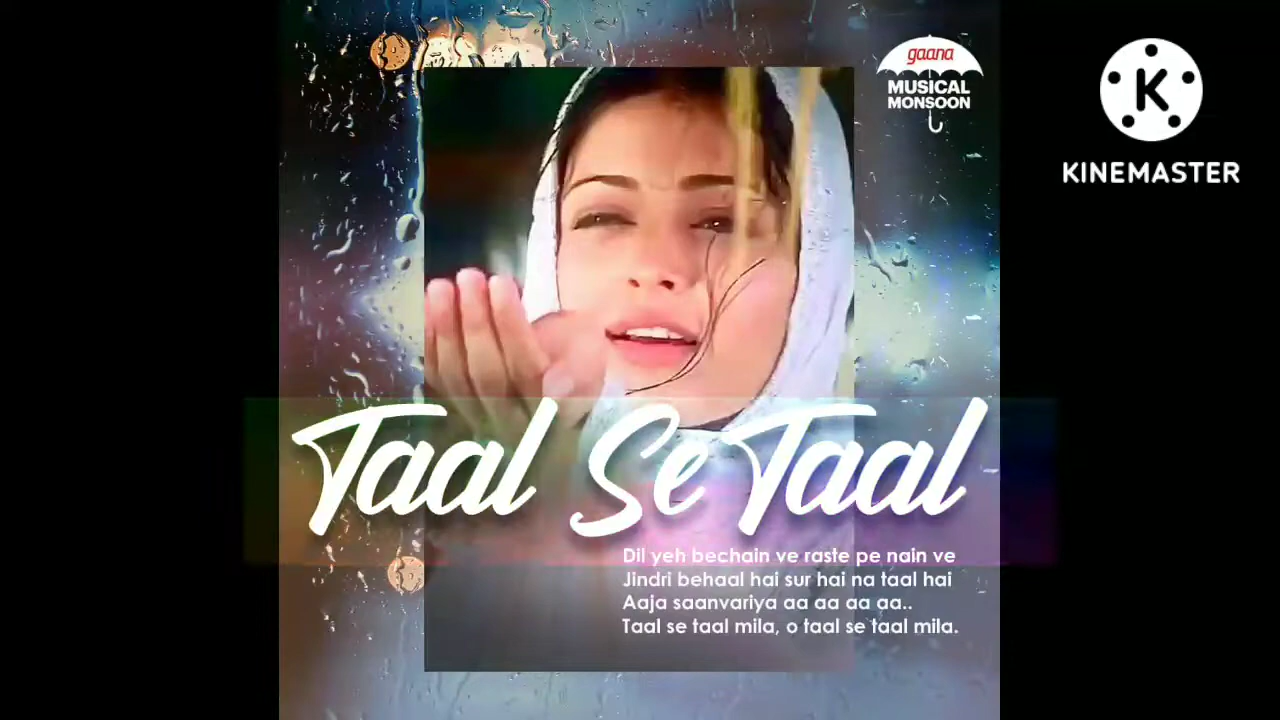 gaana
MUSICAL
MONSOON
K
KINEMASTER
Taal Se Taal
Dil yeh bechain ve raste pe nain ve
Jindri behaal hai sur hai na taal hai
Aaja saanvariya aa aa aa aa..
Taal se taal mila, o taal se taal mila.